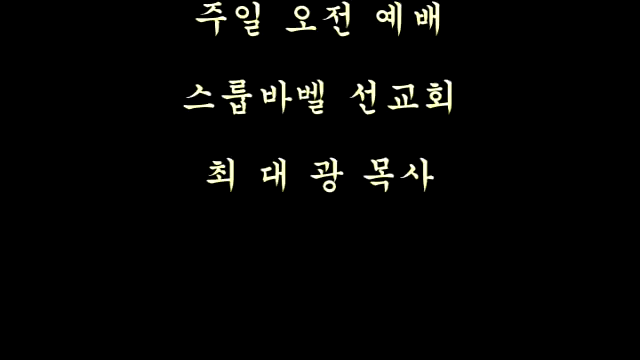 주일 오전 예배
스룹바벨 선교회
최 대 광 목사